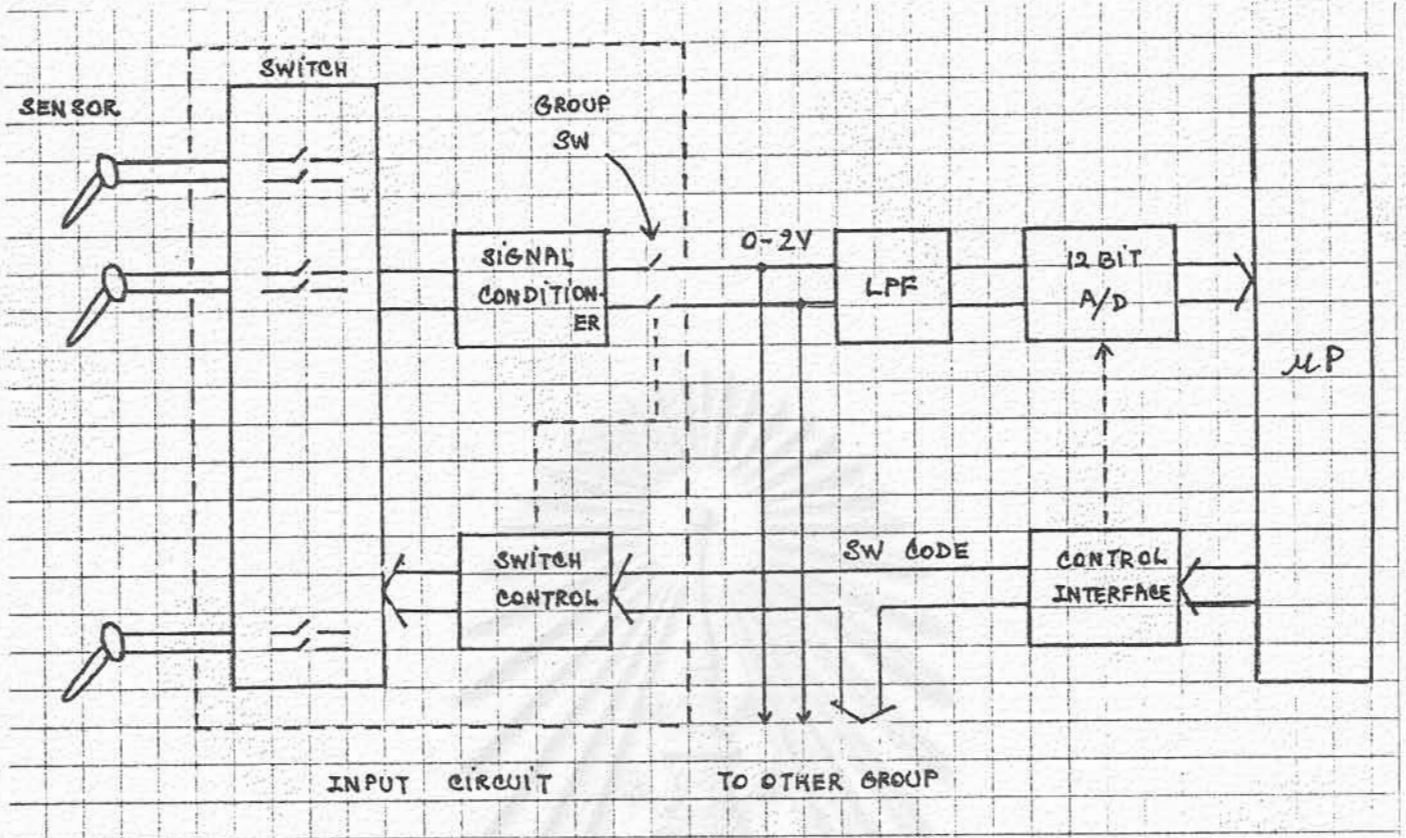 SWITCH
SENSOR
GROUP
SW
0-2V
SIGNAL
CONDITION-
ER
LPF
12 BIT
A/D
μP
SWITCH
CONTROL
SW CODE
CONTROL
INTERFACE
INPUT CIRCUIT
TO OTHER GROUP